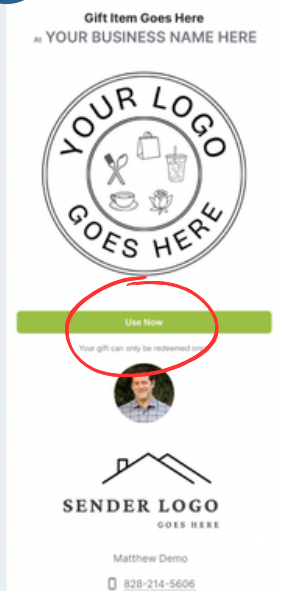 Gift Item Goes Here
At YOUR BUSINESS NAME HERE
YOUR LOGO
GOES HERE
Use Now
Your gift can only be redeemed once
SENDER LOGO
GOES HERE
Matthew Demo
828-214-5606